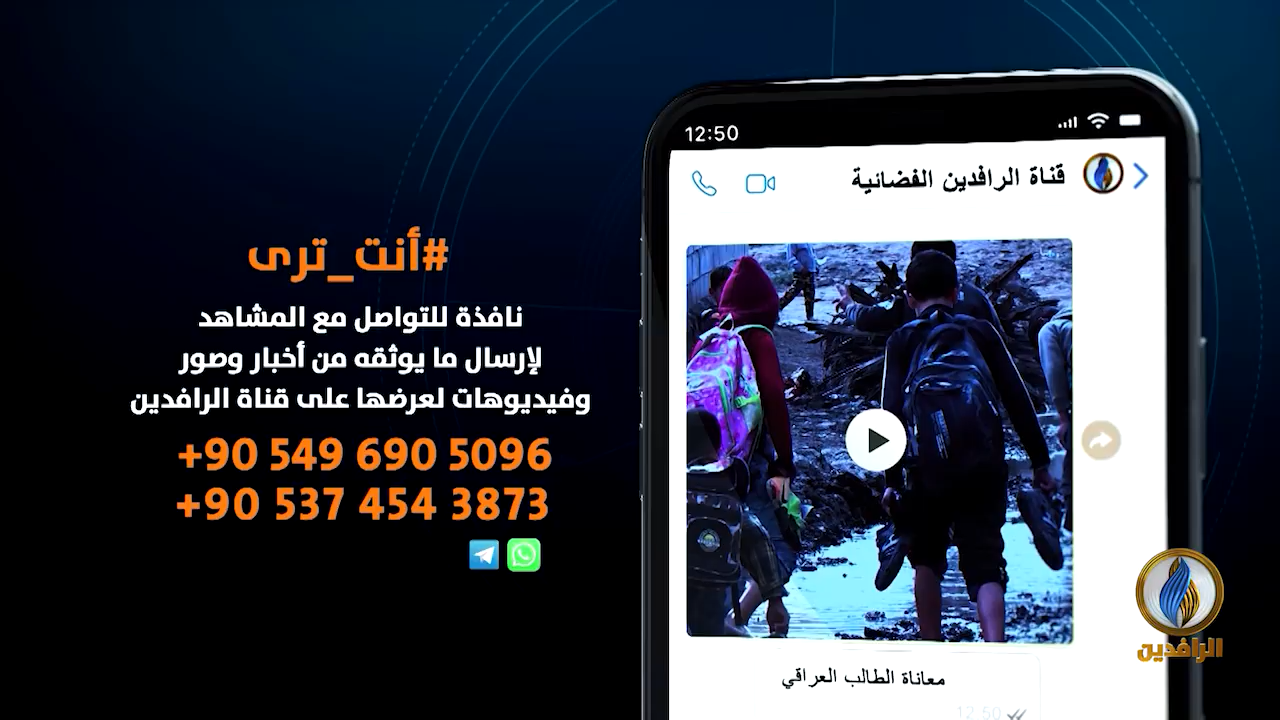 #أنت_ترى
نافذة للتواصل مع المشاهد
لإرسال ما يوثقه من أخبار وصور
وفيديوهات لعرضها على قناة الرافدين
+90 549 690 5096
+90 537 454 3873
12:50
قناة الرافدين الفضائية
معاناة الطالب العراقي
12:50
الرافدين